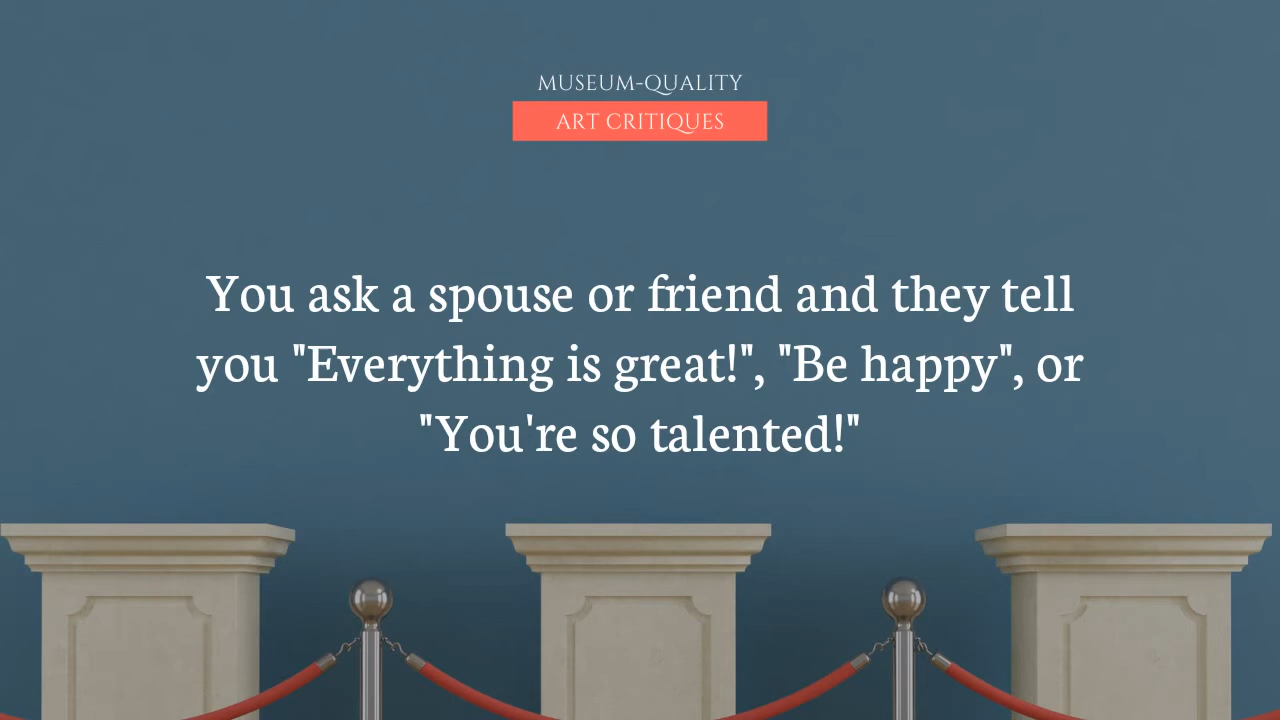 MUSEUM-QUALITY
ART CRITIQUES
You ask a spouse or friend and they tell
you "Everything is great!", "Be happy", or
"You're so talented!"